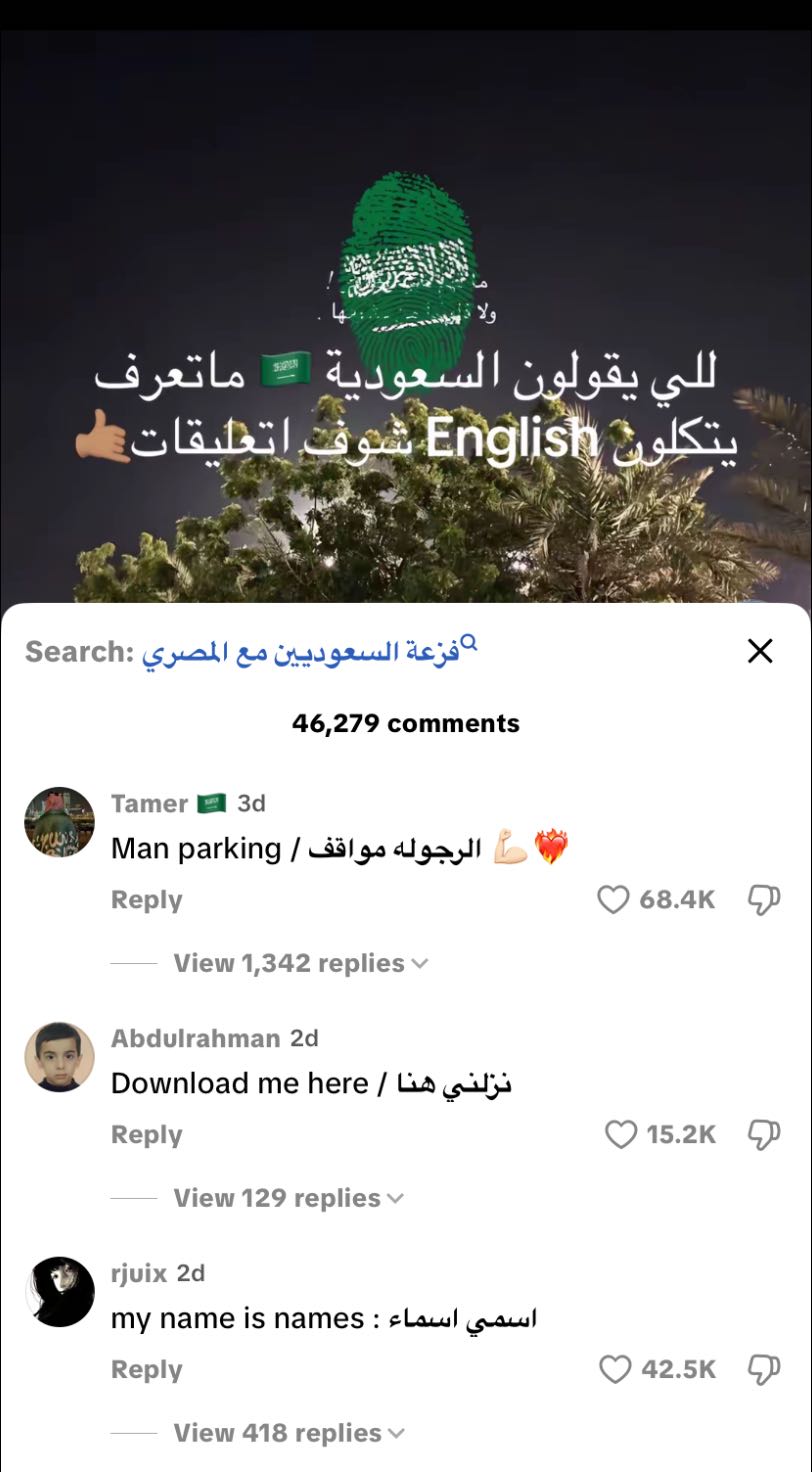 للي يقولون السعودية 🇸🇦 ماتعرف
يتكلون English شوف اتعليقات🤙🏼
Search: فزعة السعوديين مع المصري
46,279 comments
Tamer 🇸🇦 3d
Man parking / الرجوله مواقف 💪🏻❤️‍🔥
Reply 68.4K
View 1,342 replies
Abdulrahman 2d
Download me here / نزلني هنا
Reply 15.2K
View 129 replies
rjuix 2d
my name is names : اسمي اسماء
Reply 42.5K
View 418 replies